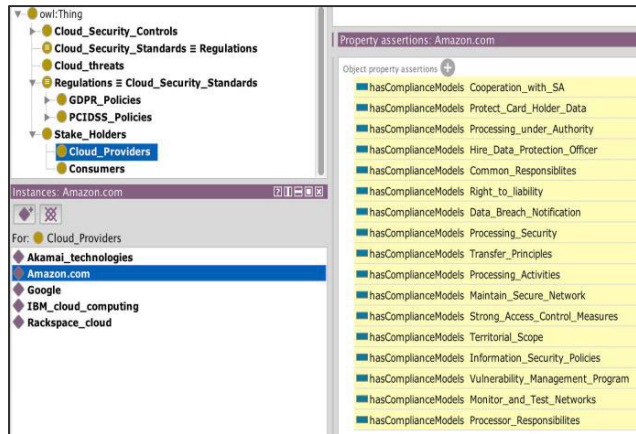 owl:Thing
Cloud_Security_Controls
Cloud_Security_Standards ≡ Regulations
Cloud_threats
Regulations ≡ Cloud_Security_Standards
GDPR_Policies
PCIDSS_Policies
Stake_Holders
Cloud_Providers
Consumers
Instances: Amazon.com
For: Cloud_Providers
Akamai_technologies
Amazon.com
Google
IBM_cloud_computing
Rackspace_cloud
Property assertions: Amazon.com
Object property assertions
hasComplianceModels Cooperation_with_SA
hasComplianceModels Protect_Card_Holder_Data
hasComplianceModels Processing_under_Authority
hasComplianceModels Hire_Data_Protection_Officer
hasComplianceModels Common_Responsiblites
hasComplianceModels Right_to_liability
hasComplianceModels Data_Breach_Notification
hasComplianceModels Processing_Security
hasComplianceModels Transfer_Principles
hasComplianceModels Processing_Activities
hasComplianceModels Maintain_Secure_Network
hasComplianceModels Strong_Access_Control_Measures
hasComplianceModels Territorial_Scope
hasComplianceModels Information_Security_Policies
hasComplianceModels Vulnerability_Management_Program
hasComplianceModels Monitor_and_Test_Networks
hasComplianceModels Processor_Responsibilites